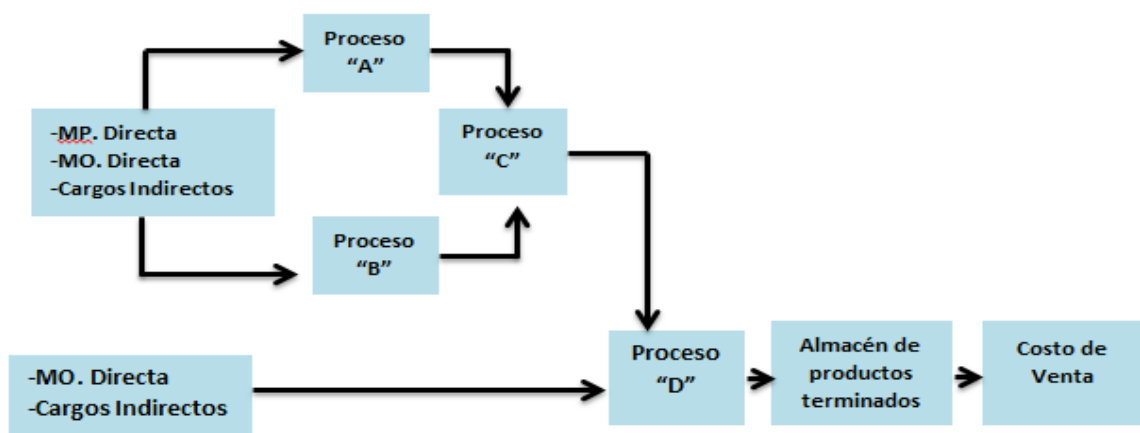 Proceso
“A”
-MP. Directa
-MO. Directa
-Cargos Indirectos
Proceso
“C”
Proceso
“B”
-MO. Directa
-Cargos Indirectos
Proceso
“D”
Almacén de
productos
terminados
Costo de
Venta